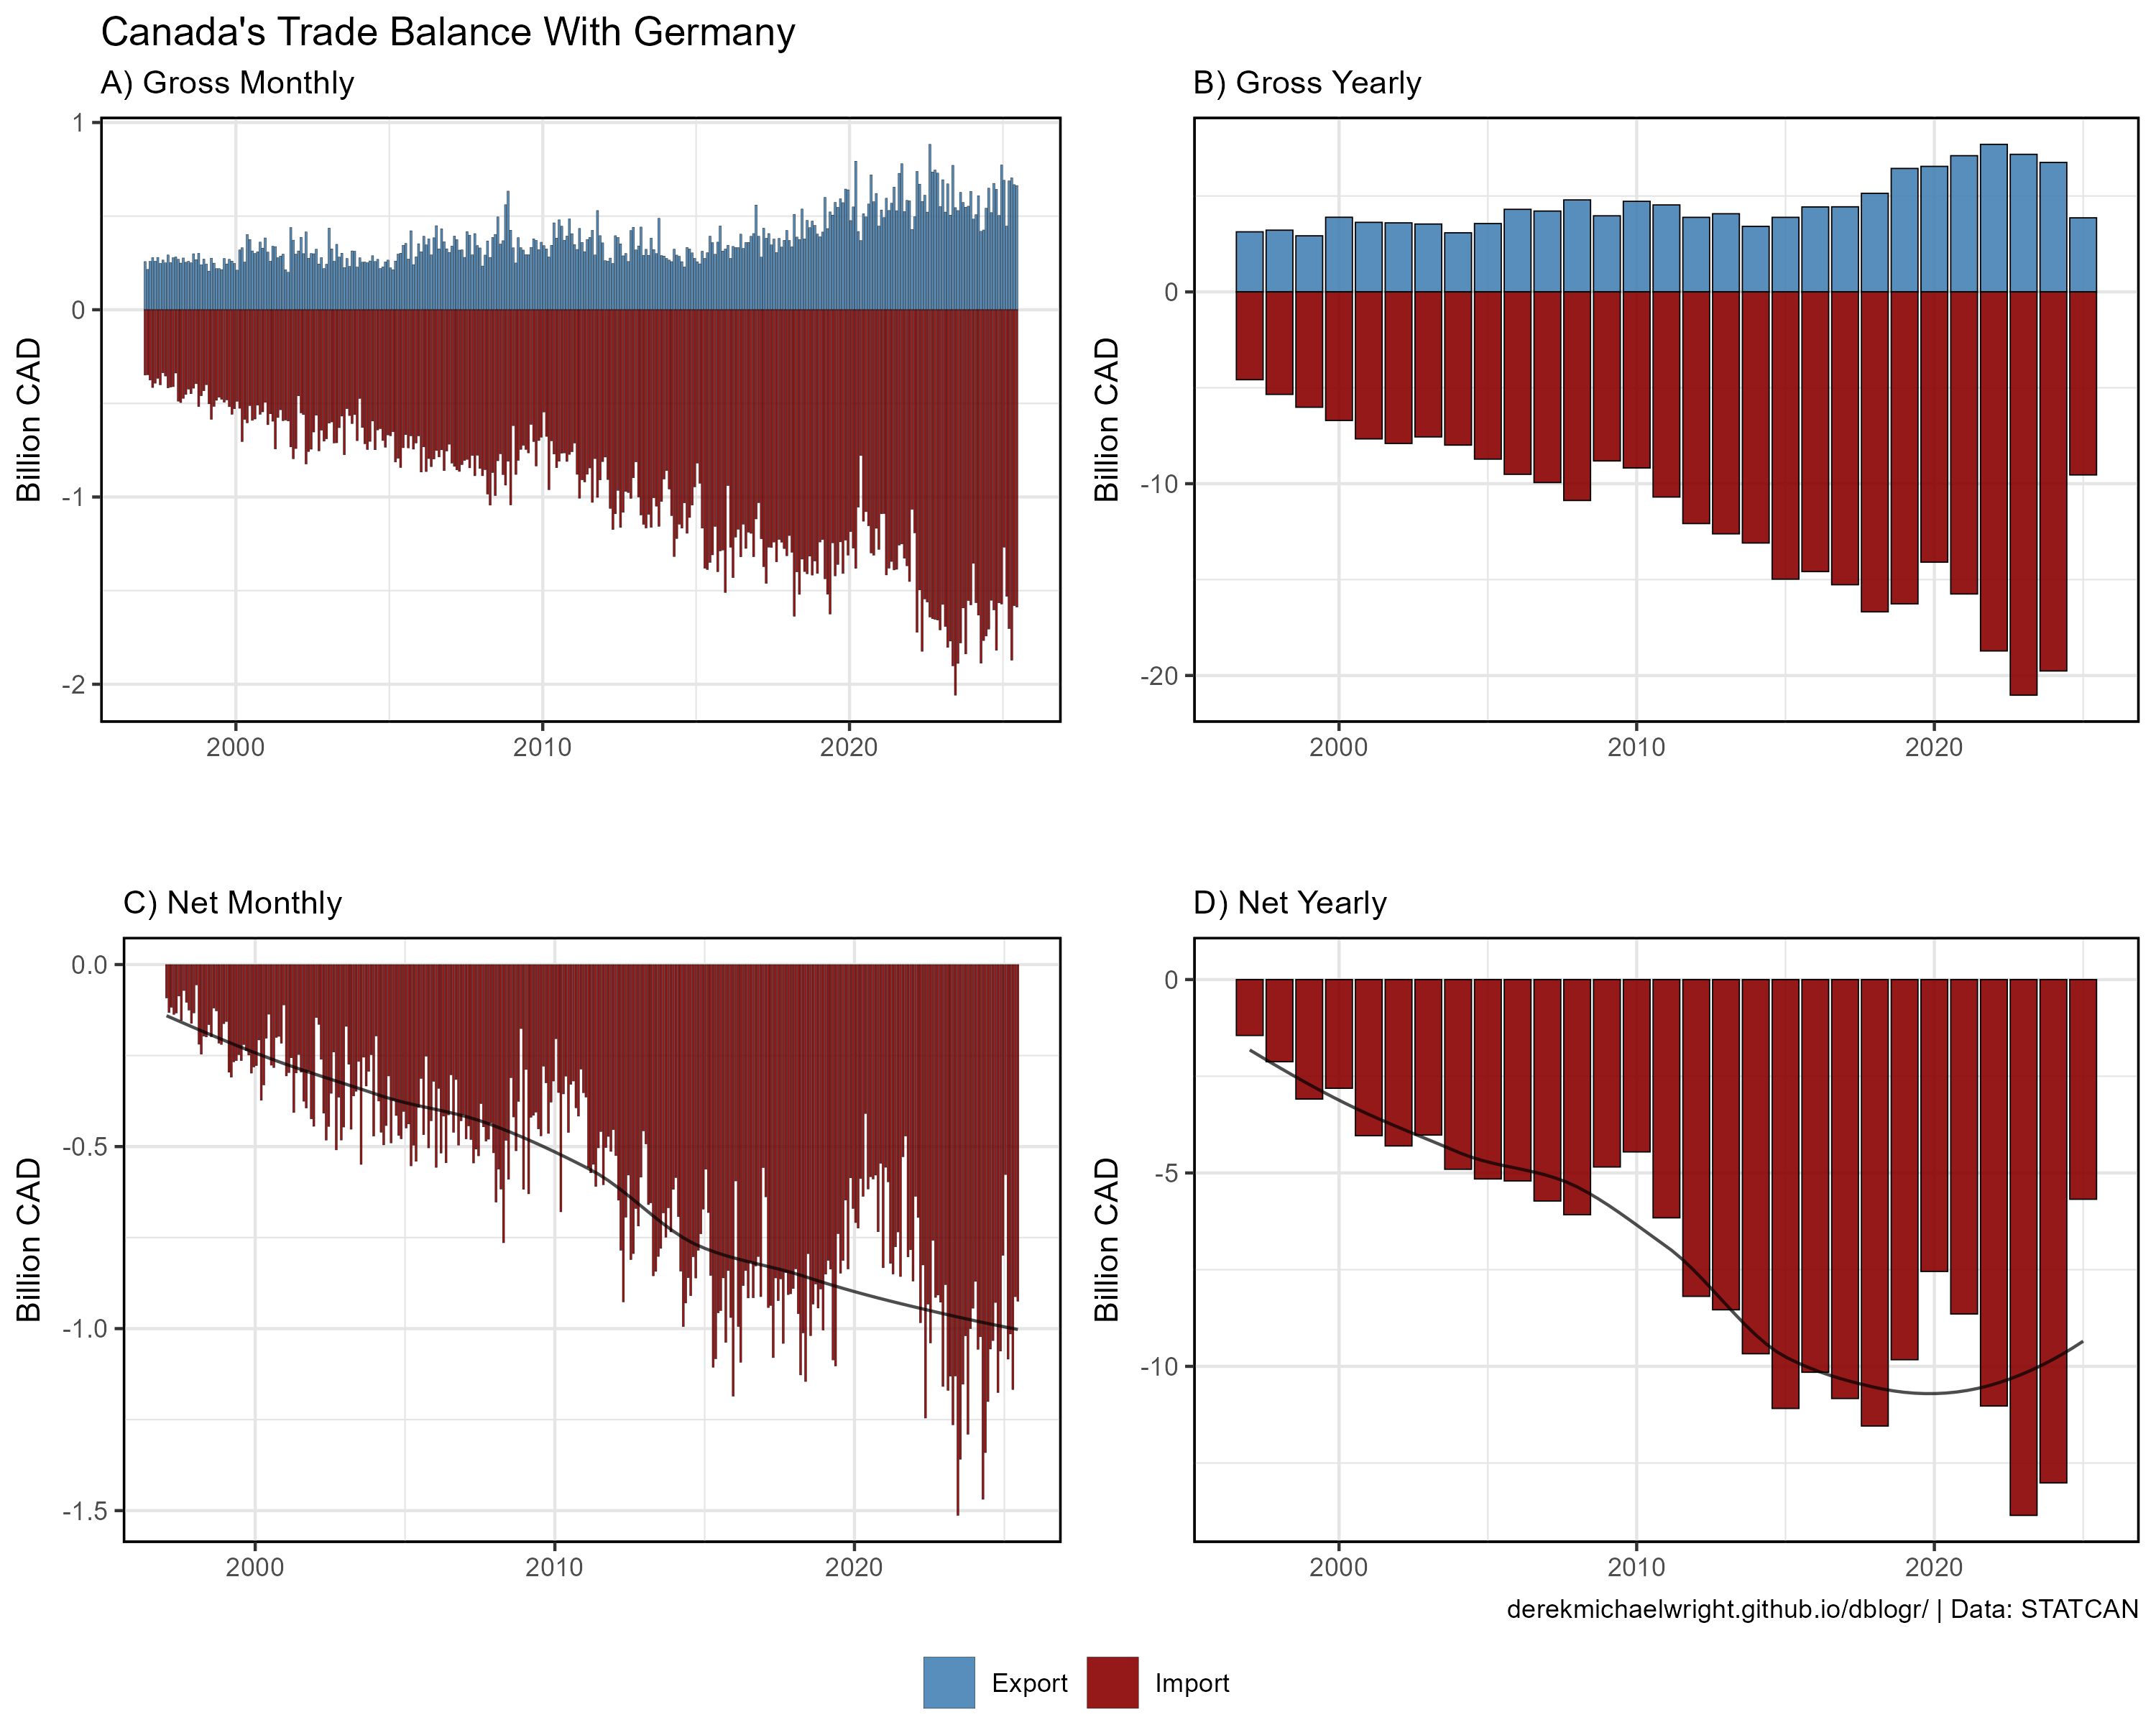 Canada's Trade Balance With Germany
A) Gross Monthly
Billion CAD
1
0
-1
-2
2000 2010 2020
B) Gross Yearly
Billion CAD
0
-10
-20
2000 2010 2020
C) Net Monthly
Billion CAD
0.0
-0.5
-1.0
-1.5
2000 2010 2020
D) Net Yearly
Billion CAD
0
-5
-10
2000 2010 2020
derekmichaelwright.github.io/dblogr/ | Data: STATCAN
Export Import